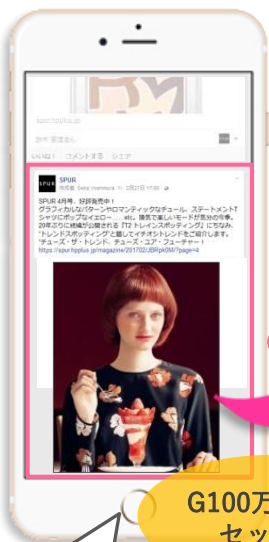 spur.hpplus.jp
いいね! コメントする シェア
SPUR
SPUR
SPUR 4月号、好評発売中!
グラフィカルなパターンやロマンティックなチュール、ステートメントT
シャツにポップなイエロー……etc、陽気で楽しいモードが気分の今季。
20年ぶりに続編が公開される『T2 トレインスポッティング』にちなみ、
"トレンドスポッティング"と題してイチオシトレンドをご紹介します。
"チューズ・ザ・トレンド、チューズ・ユア・フューチャー!
https://spur.hpplus.jp/magazine/201702/JBRpk0M/?page=4
G100万
セッ